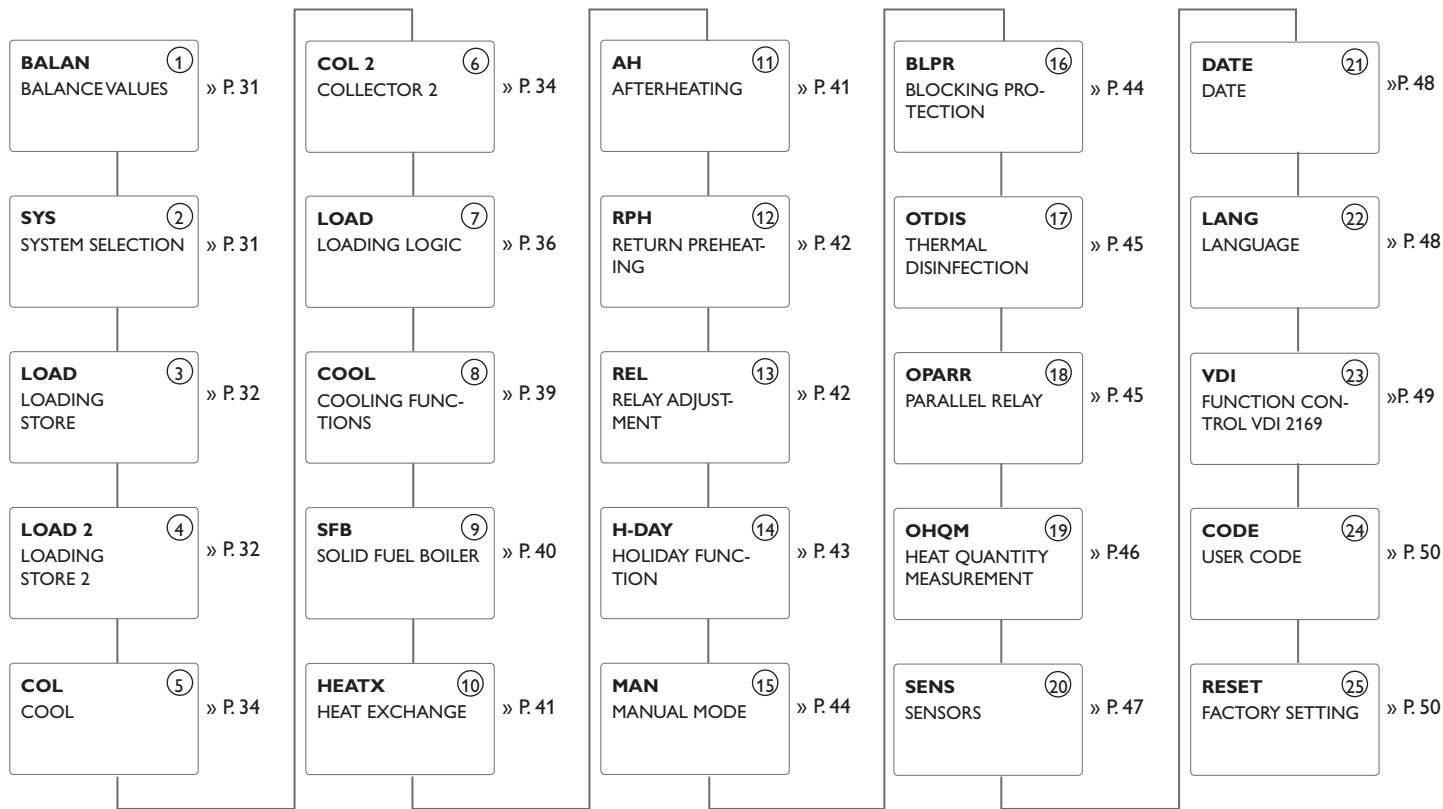 BALAN 1
BALANCE VALUES
» P. 31
SYS 2
SYSTEM SELECTION
» P. 31
LOAD 3
LOADING
STORE
» P. 32
LOAD 2 4
LOADING
STORE 2
» P. 32
COL 5
COOL
» P. 34
COL 2 6
COLLECTOR 2
» P. 34
LOAD 7
LOADING LOGIC
» P. 36
COOL 8
COOLING FUNC-
TIONS
» P. 39
SFB 9
SOLID FUEL BOILER
» P. 40
HEATX 10
HEAT EXCHANGE
» P. 41
AH 11
AFTERHEATING
» P. 41
RPH 12
RETURN PREHEAT-
ING
» P. 42
REL 13
RELAY ADJUST-
MENT
» P. 42
H-DAY 14
HOLIDAY FUNC-
TION
» P. 43
MAN 15
MANUAL MODE
» P. 44
BLPR 16
BLOCKING PRO-
TECTION
» P. 44
OTDIS 17
THERMAL
DISINFECTION
» P. 45
OPARR 18
PARALLEL RELAY
» P. 45
OHQM 19
HEAT QUANTITY
MEASUREMENT
» P.46
SENS 20
SENSORS
» P. 47
DATE 21
DATE
»P. 48
LANG 22
LANGUAGE
» P. 48
VDI 23
FUNCTION CON-
TROL VDI 2169
»P. 49
CODE 24
USER CODE
» P. 50
RESET 25
FACTORY SETTING
» P. 50